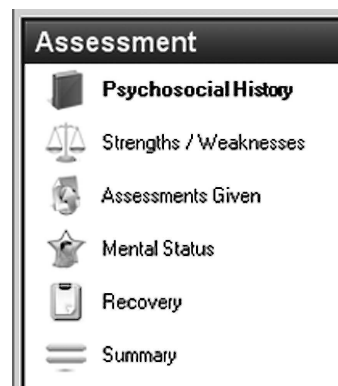 Assessment
Psychosocial History
Strengths / Weaknesses
Assessments Given
Mental Status
Recovery
Summary